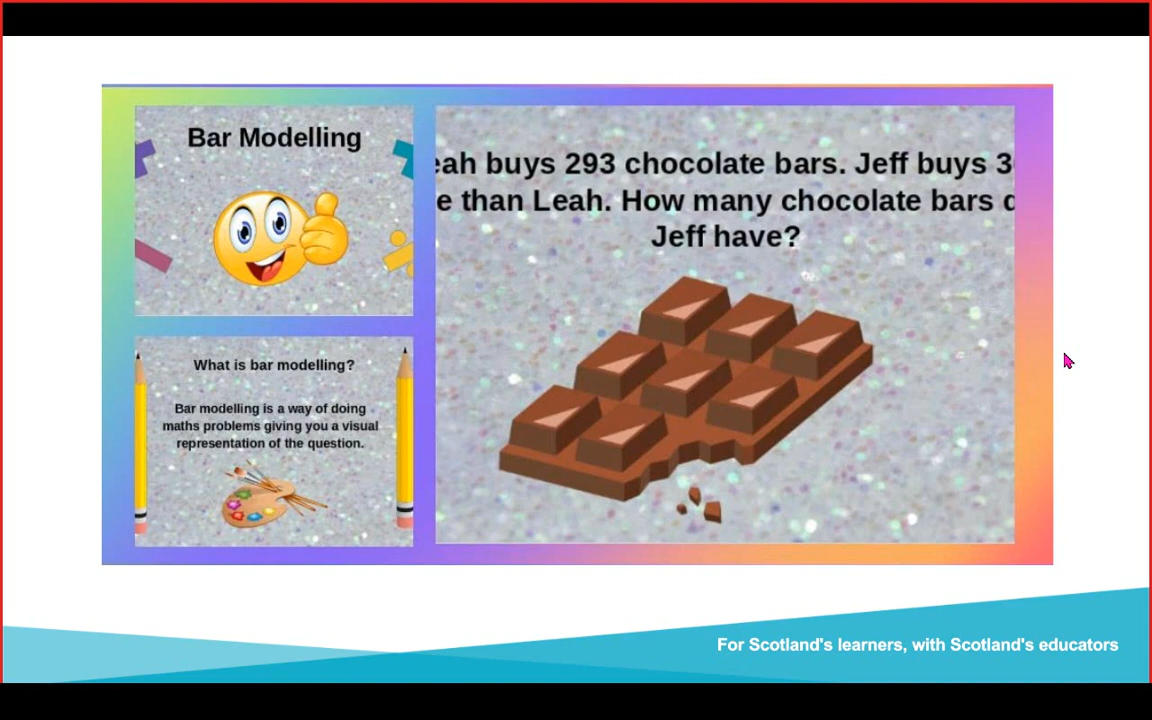 Bar Modelling
What is bar modelling?
Bar modelling is a way of doing
maths problems giving you a visual
representation of the question.
buys 293 chocolate bars. Jeff buys
than Leah. How many chocolate bars
Jeff have?
For Scotland's learners, with Scotland's educators